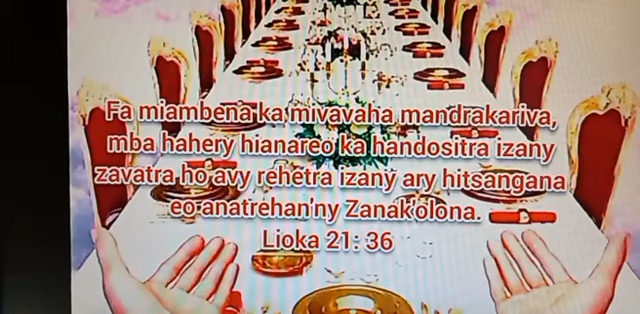 Fa miambena ka mivavaha mandrakariva,
mba hahery hianareo ka handositra izany
zavatra ho avy rehetra izany ary hitsangana
eo anatrehan'ny Zanak'olona.
Lioka 21: 36